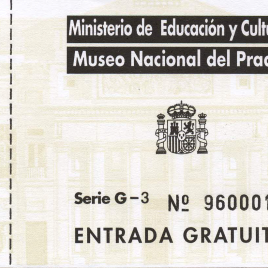 Ministerio de Educación y Cultu
Museo Nacional del Prad
Serie G-3 Nº 960001
ENTRADA GRATUIT